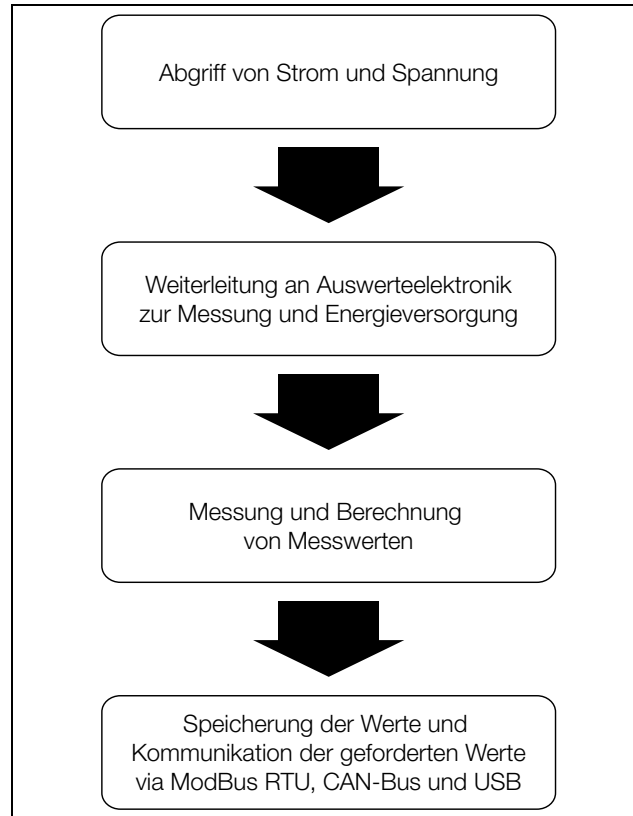 Abgriff von Strom und Spannung
Weiterleitung an Auswerteelektronik
zur Messung und Energieversorgung
Messung und Berechnung
von Messwerten
Speicherung der Werte und
Kommunikation der geforderten Werte
via ModBus RTU, CAN-Bus und USB